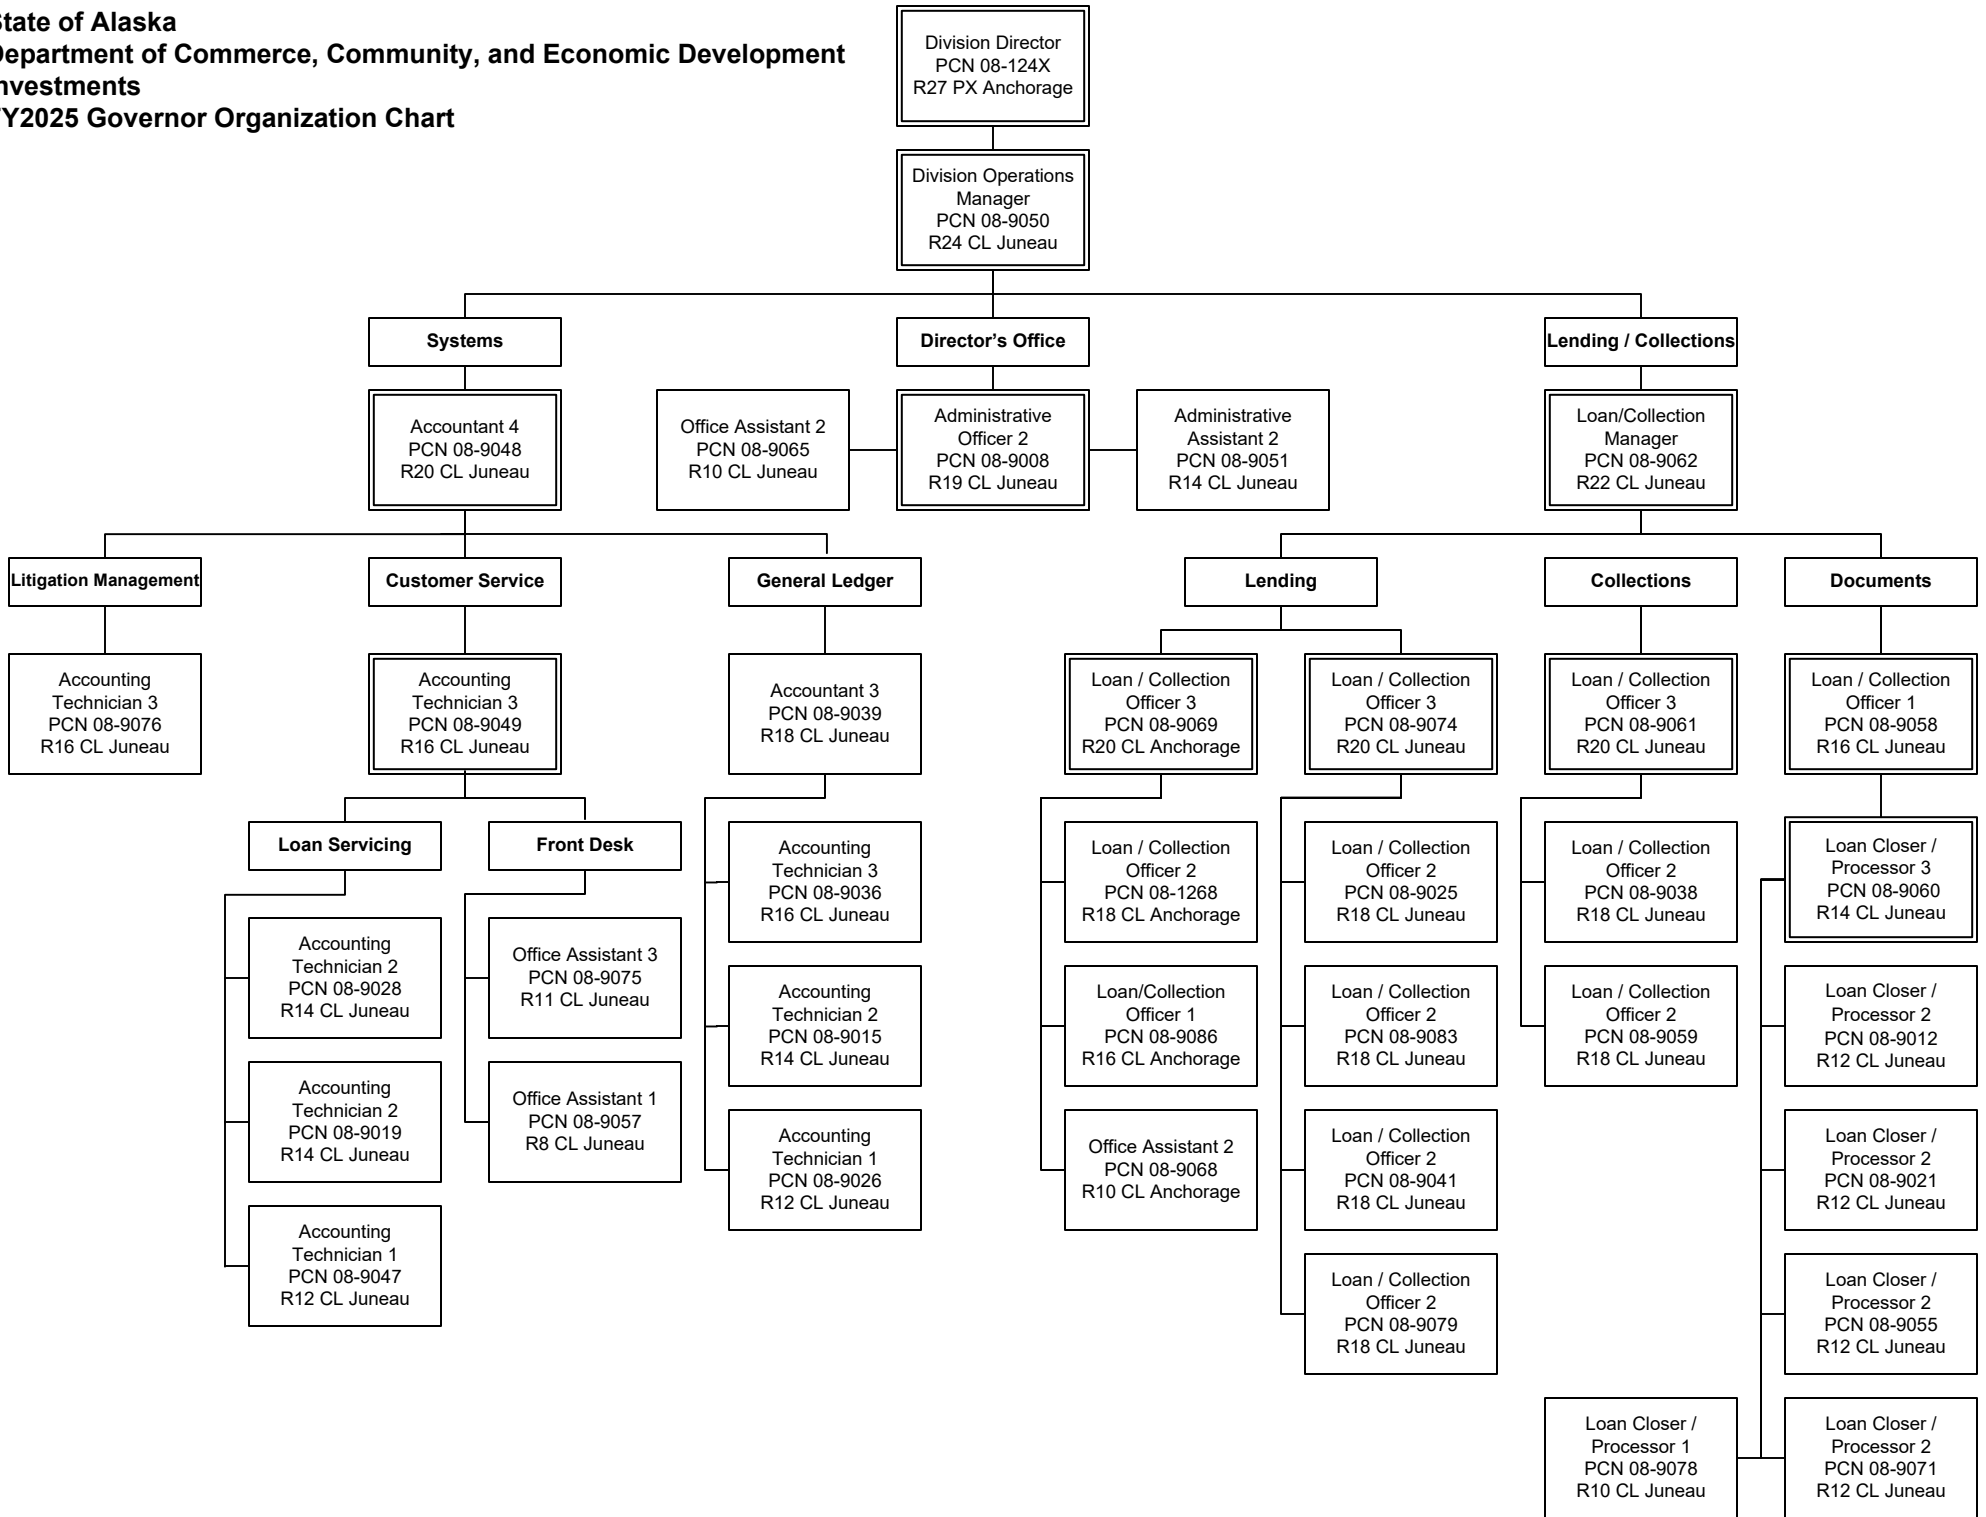 State of Alaska
Department of Commerce, Community, and Economic Development
Investments
FY2025 Governor Organization Chart
Division Director
PCN 08-124X
R27 PX Anchorage
Division Operations
Manager
PCN 08-9050
R24 CL Juneau
Systems
Director’s Office
Lending / Collections
Accountant 4
PCN 08-9048
R20 CL Juneau
Office Assistant 2
PCN 08-9065
R10 CL Juneau
Administrative
Officer 2
PCN 08-9008
R19 CL Juneau
Administrative
Assistant 2
PCN 08-9051
R14 CL Juneau
Loan/Collection
Manager
PCN 08-9062
R22 CL Juneau
Litigation Management
Customer Service
General Ledger
Lending
Collections
Documents
Accounting
Technician 3
PCN 08-9076
R16 CL Juneau
Accounting
Technician 3
PCN 08-9049
R16 CL Juneau
Accountant 3
PCN 08-9039
R18 CL Juneau
Loan / Collection
Officer 3
PCN 08-9069
R20 CL Anchorage
Loan / Collection
Officer 3
PCN 08-9074
R20 CL Juneau
Loan / Collection
Officer 3
PCN 08-9061
R20 CL Juneau
Loan / Collection
Officer 1
PCN 08-9058
R16 CL Juneau
Loan Servicing
Front Desk
Accounting
Technician 2
PCN 08-9028
R14 CL Juneau
Accounting
Technician 2
PCN 08-9019
R14 CL Juneau
Accounting
Technician 1
PCN 08-9047
R12 CL Juneau
Office Assistant 3
PCN 08-9075
R11 CL Juneau
Office Assistant 1
PCN 08-9057
R8 CL Juneau
Accounting
Technician 3
PCN 08-9036
R16 CL Juneau
Accounting
Technician 2
PCN 08-9015
R14 CL Juneau
Accounting
Technician 1
PCN 08-9026
R12 CL Juneau
Loan / Collection
Officer 2
PCN 08-1268
R18 CL Anchorage
Loan/Collection
Officer 1
PCN 08-9086
R16 CL Anchorage
Office Assistant 2
PCN 08-9068
R10 CL Anchorage
Loan / Collection
Officer 2
PCN 08-9025
R18 CL Juneau
Loan / Collection
Officer 2
PCN 08-9083
R18 CL Juneau
Loan / Collection
Officer 2
PCN 08-9041
R18 CL Juneau
Loan / Collection
Officer 2
PCN 08-9079
R18 CL Juneau
Loan / Collection
Officer 2
PCN 08-9038
R18 CL Juneau
Loan / Collection
Officer 2
PCN 08-9059
R18 CL Juneau
Loan Closer /
Processor 3
PCN 08-9060
R14 CL Juneau
Loan Closer /
Processor 2
PCN 08-9012
R12 CL Juneau
Loan Closer /
Processor 2
PCN 08-9021
R12 CL Juneau
Loan Closer /
Processor 2
PCN 08-9055
R12 CL Juneau
Loan Closer /
Processor 1
PCN 08-9078
R10 CL Juneau
Loan Closer /
Processor 2
PCN 08-9071
R12 CL Juneau